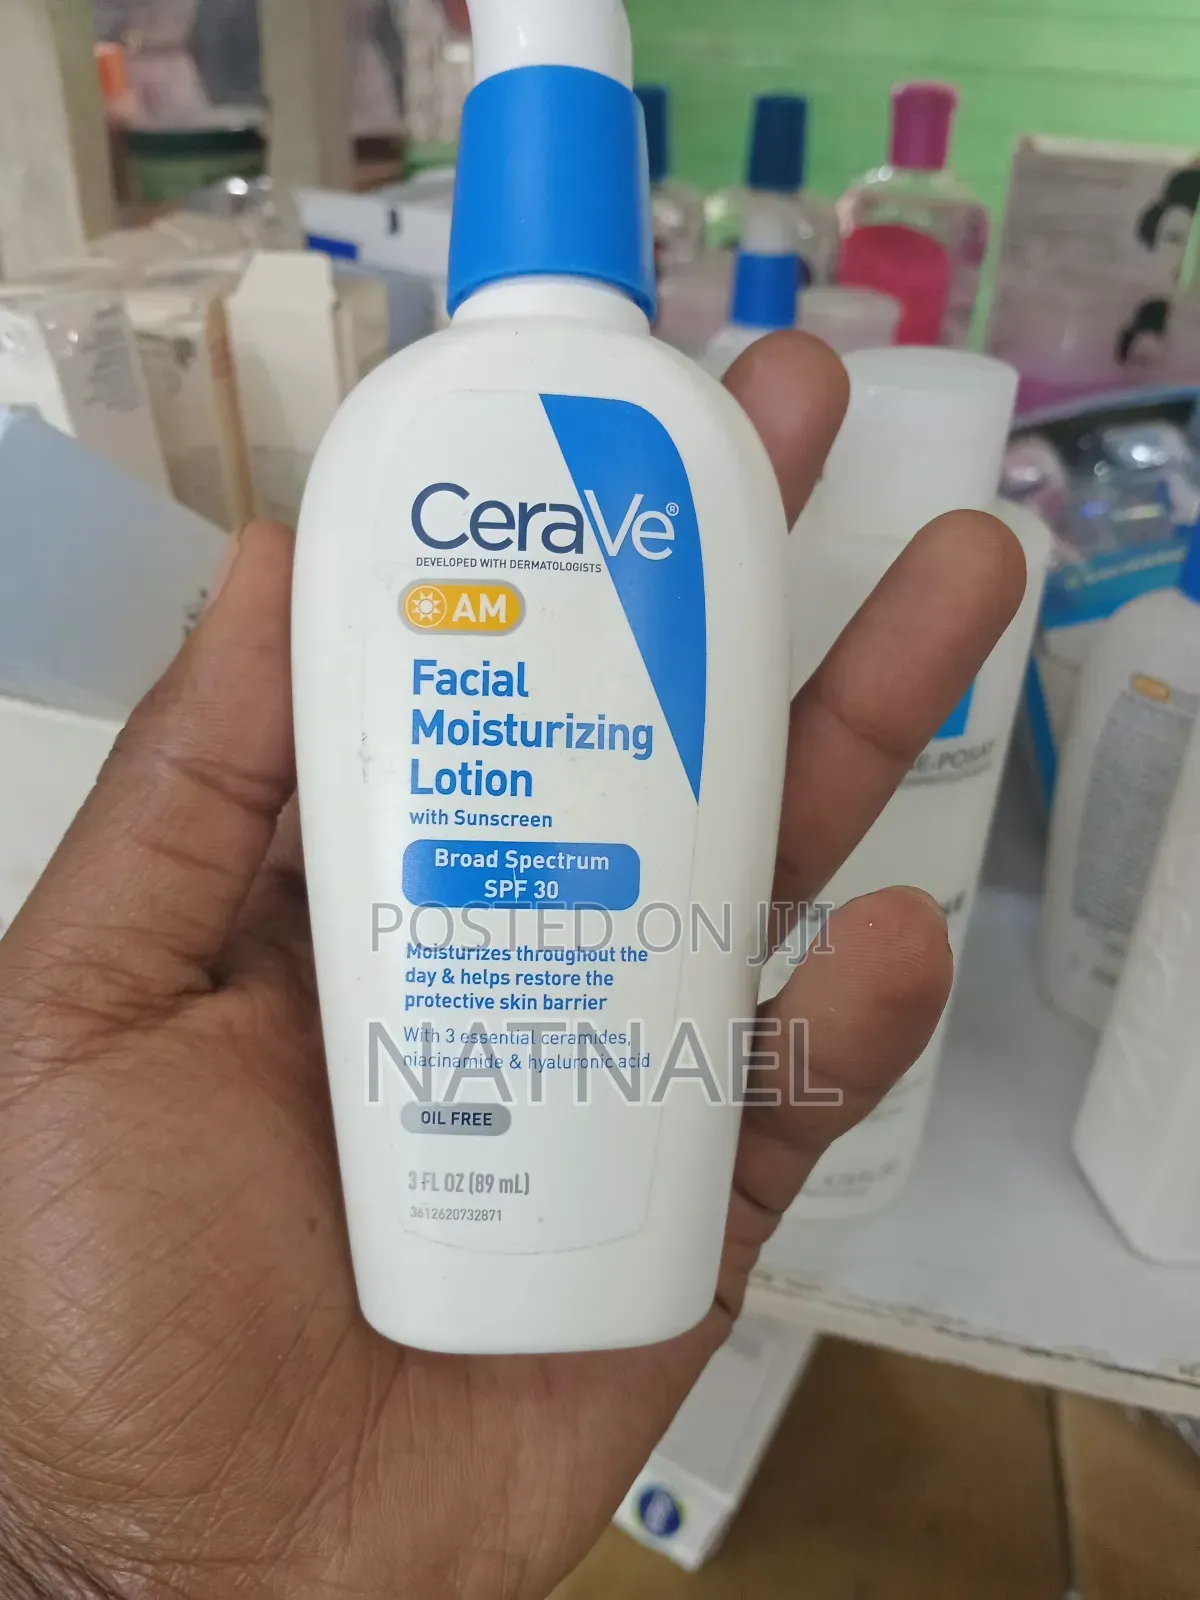 CeraVe®
DEVELOPED WITH DERMATOLOGISTS
AM
Facial
Moisturizing
Lotion
with Sunscreen
Broad Spectrum
SPF 30
POSTED ON JIJI
Moisturizes throughout the
day & helps restore the
protective skin barrier
With 3 essential ceramides,
niacinamide & hyaluronic acid
NATNAEL
OIL FREE
3 FL OZ (89 mL)
3612620732871